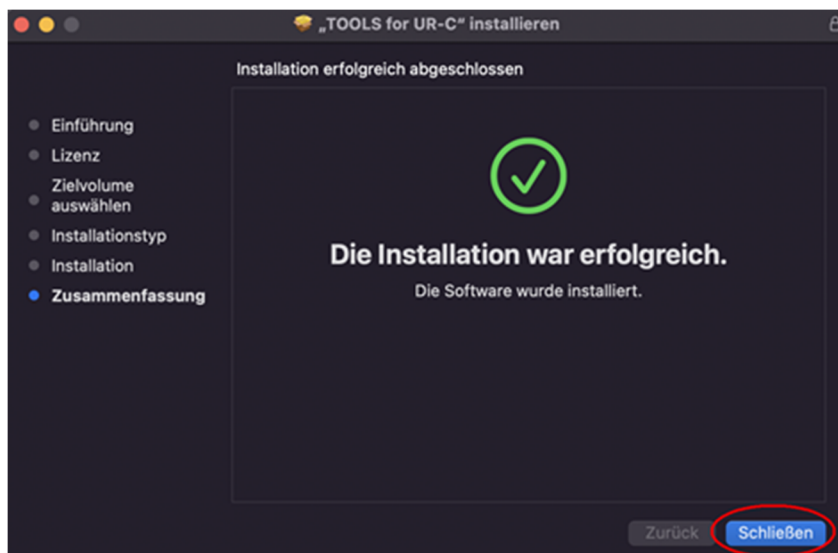 „TOOLS for UR-C“ installieren
Installation erfolgreich abgeschlossen
Einführung
Lizenz
Zielvolume
auswählen
Installationstyp
Installation
Zusammenfassung
Die Installation war erfolgreich.
Die Software wurde installiert.
Zurück
Schließen